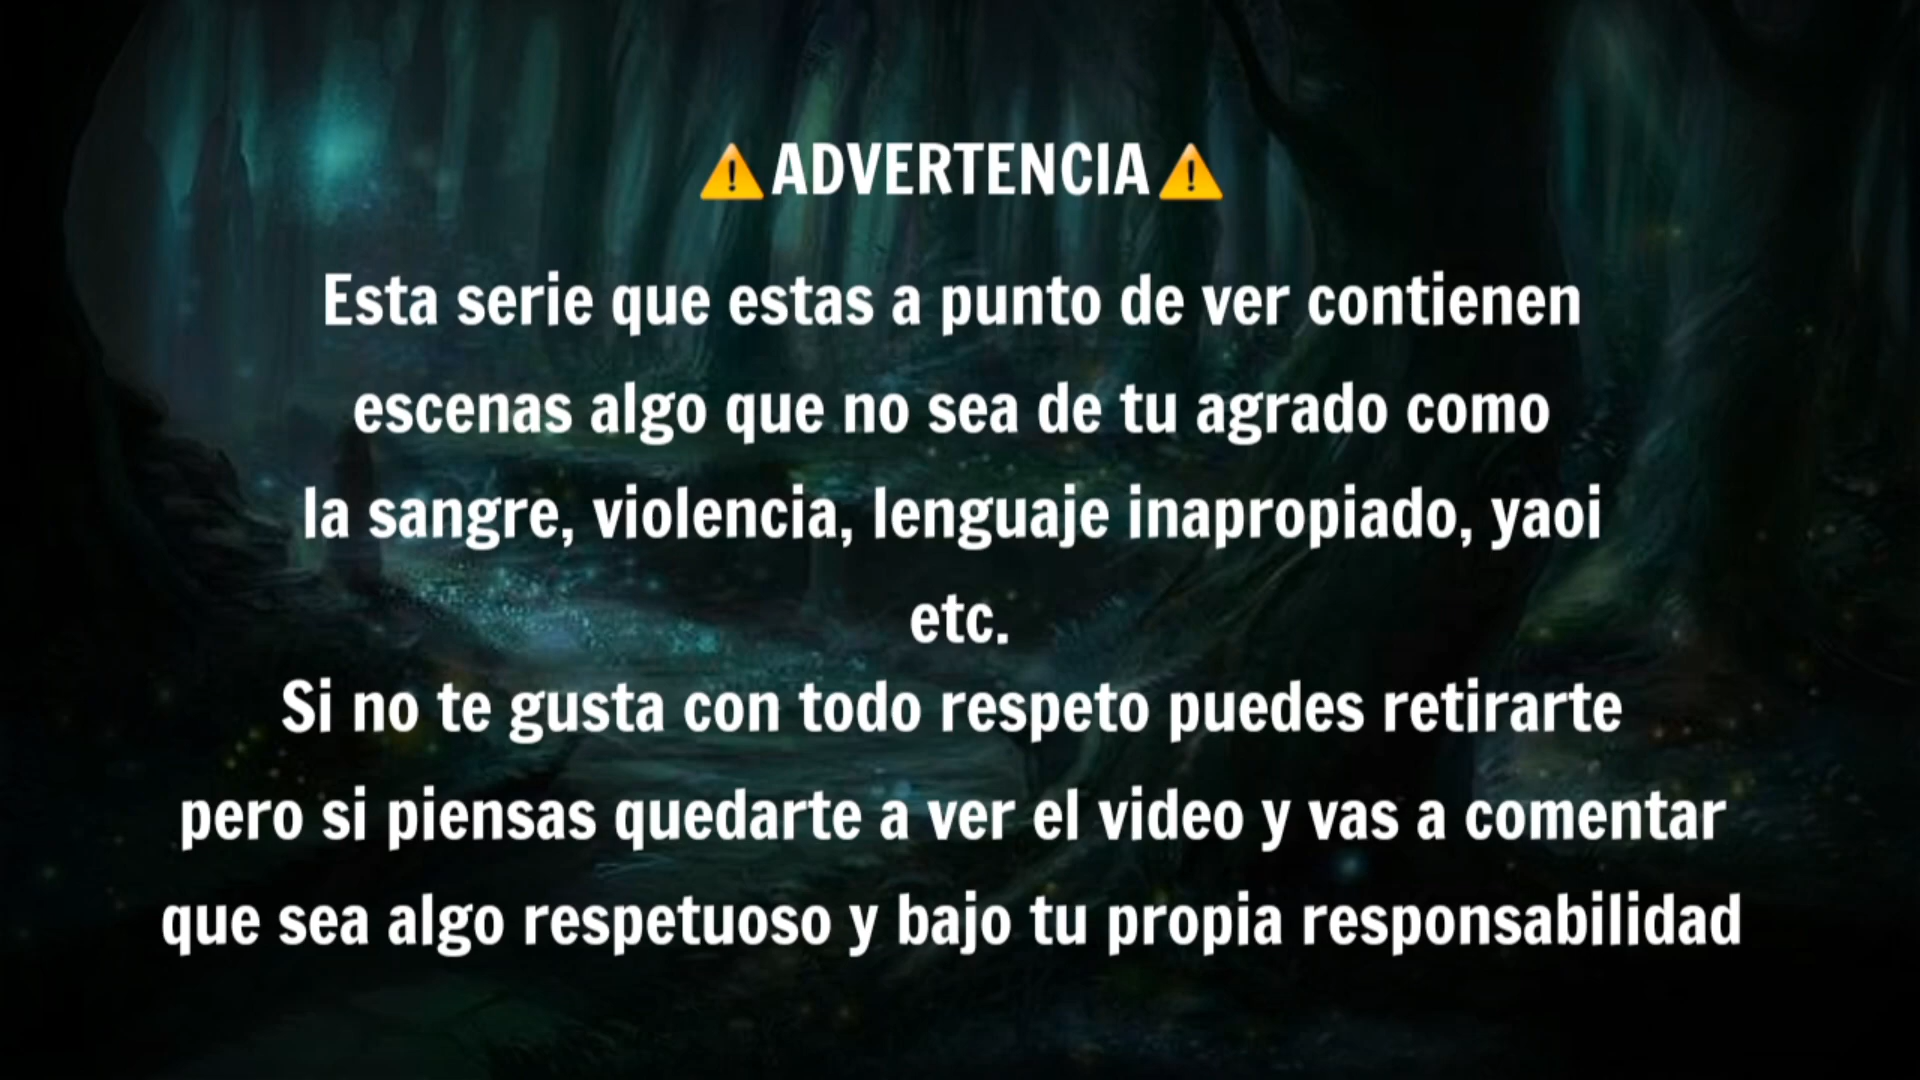 ⚠️ADVERTENCIA⚠️
Esta serie que estas a punto de ver contienen
escenas algo que no sea de tu agrado como
la sangre, violencia, lenguaje inapropiado, yaoi
etc.
Si no te gusta con todo respeto puedes retirarte
pero si piensas quedarte a ver el video y vas a comentar
que sea algo respetuoso y bajo tu propia responsabilidad